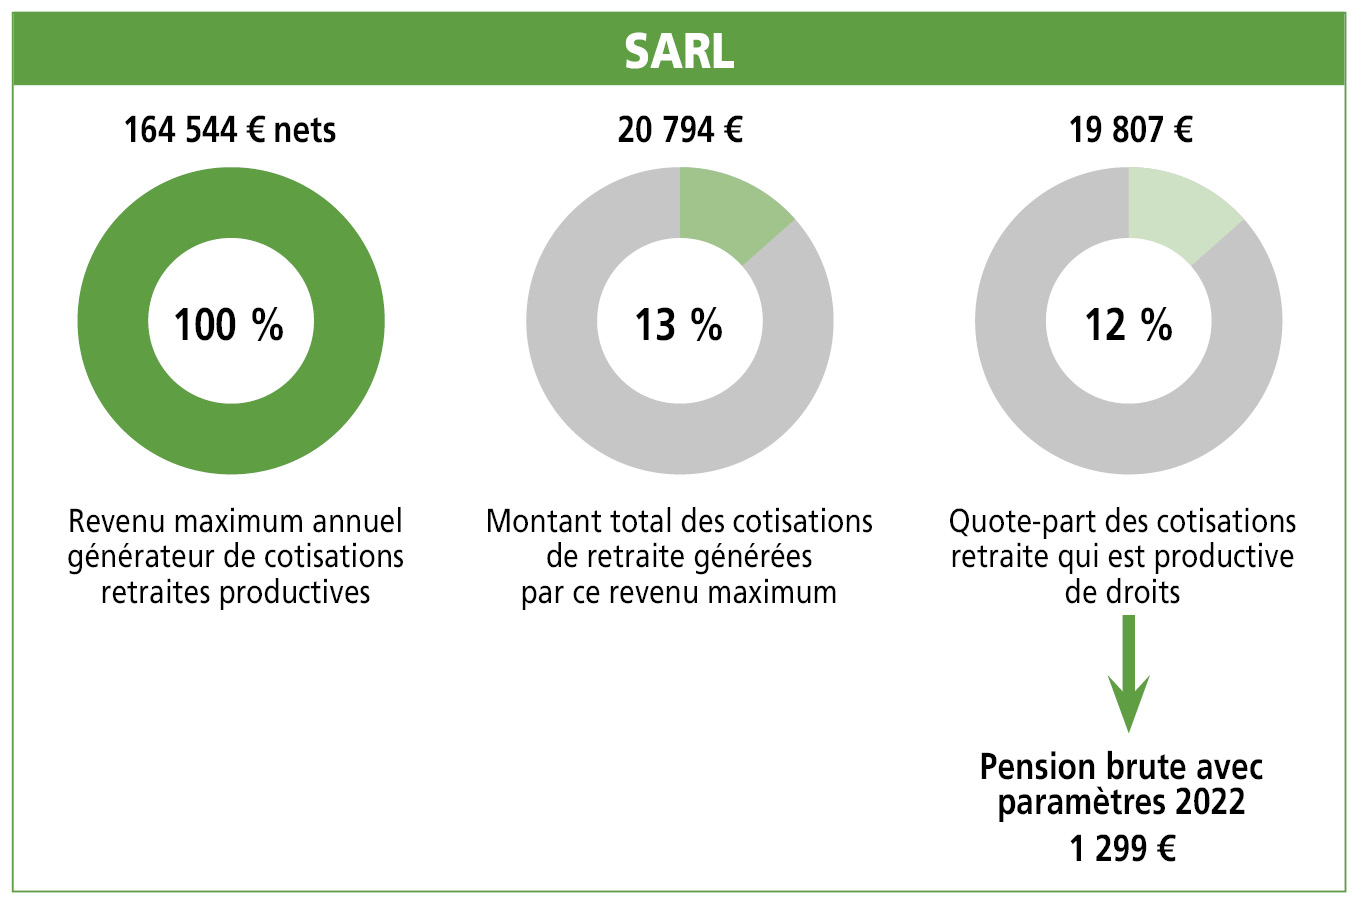 SARL
164 544 € nets
100 %
Revenu maximum annuel
générateur de cotisations
retraites productives
20 794 €
13 %
Montant total des cotisations
de retraite générées
par ce revenu maximum
19 807 €
12 %
Quote-part des cotisations
retraite qui est productive
de droits
Pension brute avec
paramètres 2022
1 299 €